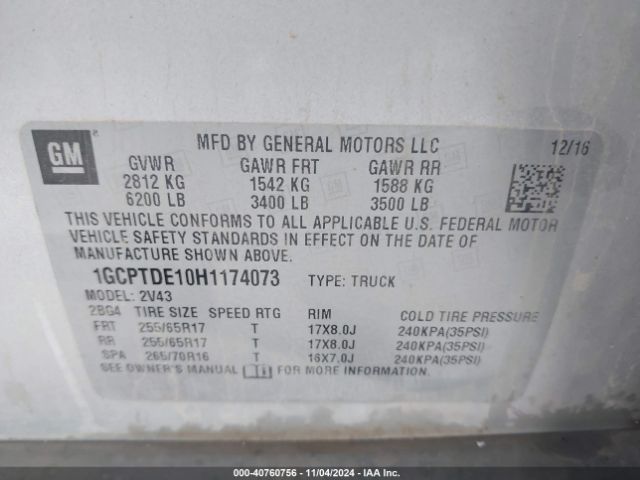 GM
MFD BY GENERAL MOTORS LLC 12/16
GVWR GAWR FRT GAWR RR
2812 KG 1542 KG 1588 KG
6200 LB 3400 LB 3500 LB
THIS VEHICLE CONFORMS TO ALL APPLICABLE U.S. FEDERAL MOTOR
VEHICLE SAFETY STANDARDS IN EFFECT ON THE DATE OF
MANUFACTURE SHOWN ABOVE.
1GCPTDE10H1174073 TYPE: TRUCK
MODEL: 2V43
2BG4 TIRE SIZE SPEED RTG RIM COLD TIRE PRESSURE
FRT 255/65R17 T 17X8.0J 240KPA(35PSI)
RR 255/65R17 T 17X8.0J 240KPA(35PSI)
SPA 265/70R16 T 16X7.0J 240KPA(35PSI)
SEE OWNER'S MANUAL FOR MORE INFORMATION.
000-40760756 - 11/04/2024 - IAA Auctions